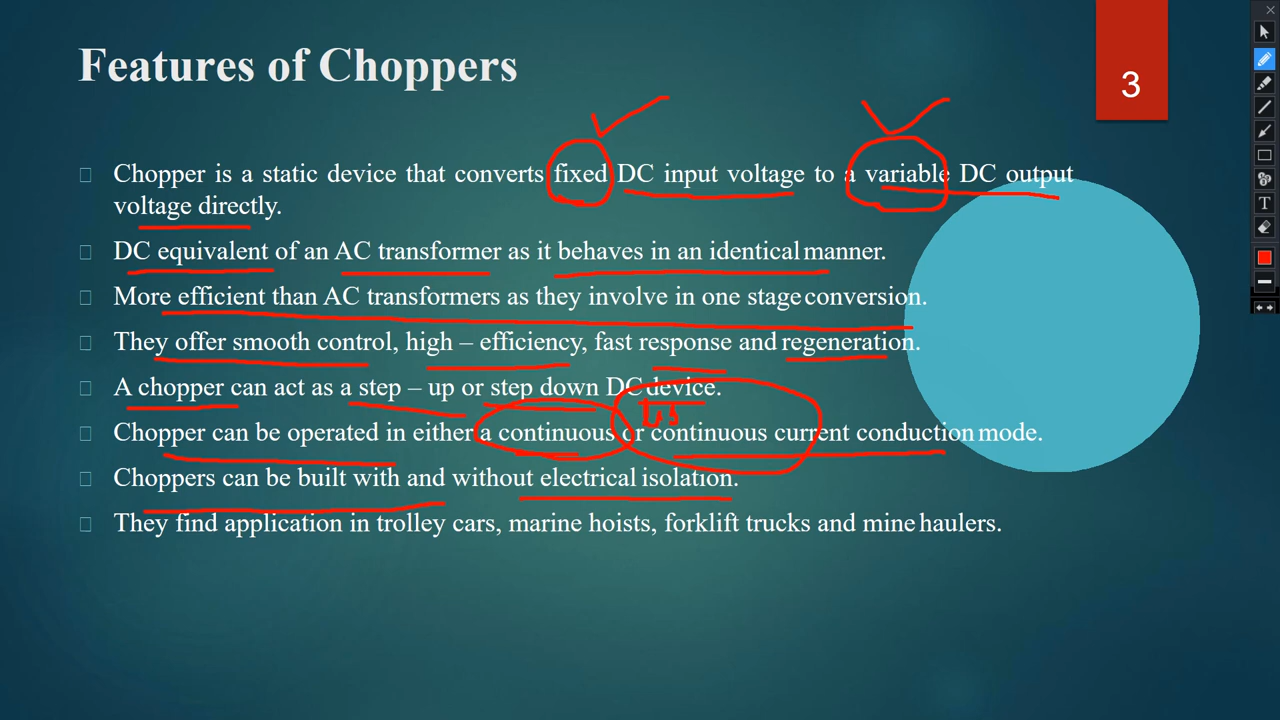 Features of Choppers
3
Chopper is a static device that converts fixed DC input voltage to a variable DC output
voltage directly.
DC equivalent of an AC transformer as it behaves in an identical manner.
More efficient than AC transformers as they involve in one stage conversion.
They offer smooth control, high – efficiency, fast response and regeneration.
A chopper can act as a step – up or step down DC device.
Chopper can be operated in either a continuous or continuous current conduction mode.
Choppers can be built with and without electrical isolation.
They find application in trolley cars, marine hoists, forklift trucks and mine haulers.